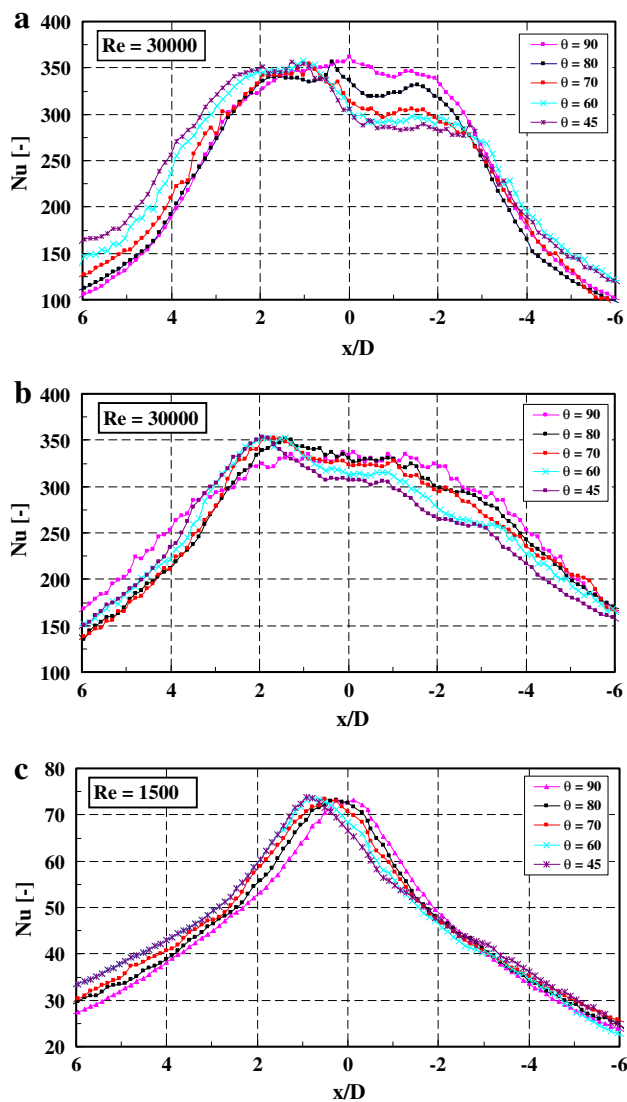 a
Re = 30000
θ = 90
θ = 80
θ = 70
θ = 60
θ = 45
Nu [-]
400
350
300
250
200
150
100
6 4 2 0 -2 -4 -6
x/D
b
Re = 30000
θ = 90
θ = 80
θ = 70
θ = 60
θ = 45
Nu [-]
400
350
300
250
200
150
100
6 4 2 0 -2 -4 -6
x/D
c
Re = 1500
θ = 90
θ = 80
θ = 70
θ = 60
θ = 45
Nu [-]
80
70
60
50
40
30
20
6 4 2 0 -2 -4 -6
x/D